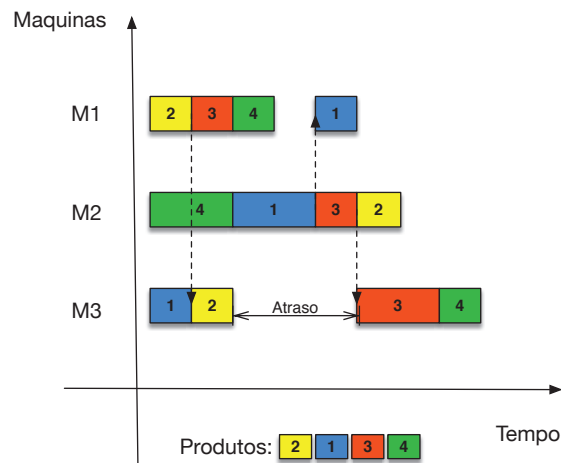 Maquinas
M1 2 3 4 1
M2 4 1 3 2
M3 1 2 Atraso 3 4
Tempo
Produtos: 2 1 3 4